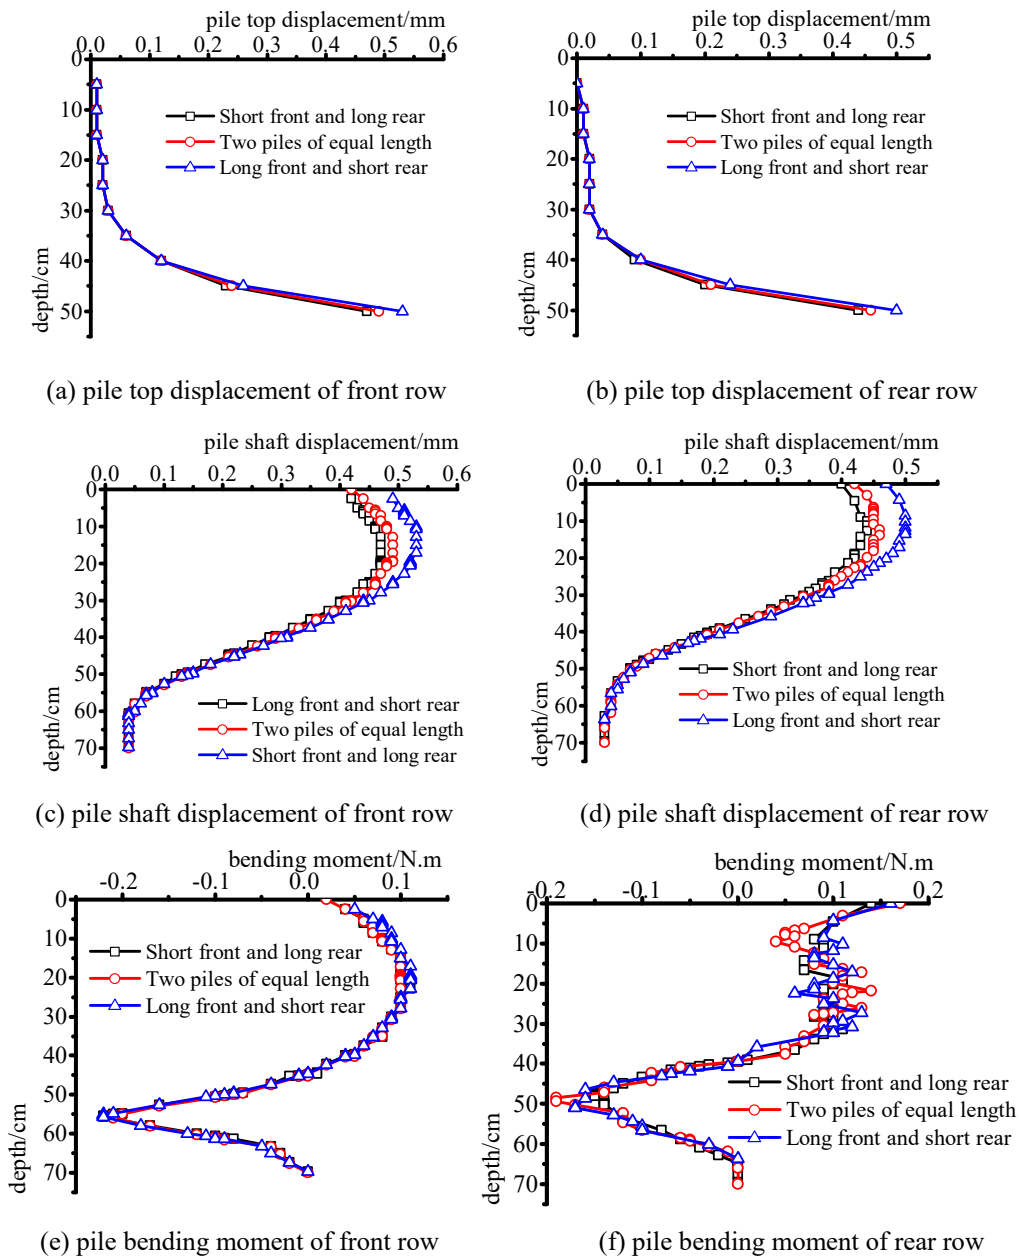 pile top displacement/mm
0.0 0.1 0.2 0.3 0.4 0.5 0.6
0
10
20
30
40
50
depth/cm
Short front and long rear
Two piles of equal length
Long front and short rear
(a) pile top displacement of front row
pile top displacement/mm
0.0 0.1 0.2 0.3 0.4 0.5
0
10
20
30
40
50
depth/cm
Short front and long rear
Two piles of equal length
Long front and short rear
(b) pile top displacement of rear row
pile shaft displacement/mm
0.0 0.1 0.2 0.3 0.4 0.5 0.6
0
10
20
30
40
50
60
70
depth/cm
Long front and short rear
Two piles of equal length
Short front and long rear
(c) pile shaft displacement of front row
pile shaft displacement/mm
0.0 0.1 0.2 0.3 0.4 0.5
0
10
20
30
40
50
60
70
depth/cm
Short front and long rear
Two piles of equal length
Long front and short rear
(d) pile shaft displacement of rear row
bending moment/N.m
-0.2 -0.1 0.0 0.1
0
10
20
30
40
50
60
70
depth/cm
Short front and long rear
Two piles of equal length
Long front and short rear
(e) pile bending moment of front row
bending moment/N.m
-0.2 -0.1 0.0 0.1 0.2
0
10
20
30
40
50
60
70
depth/cm
Short front and long rear
Two piles of equal length
Long front and short rear
(f) pile bending moment of rear row